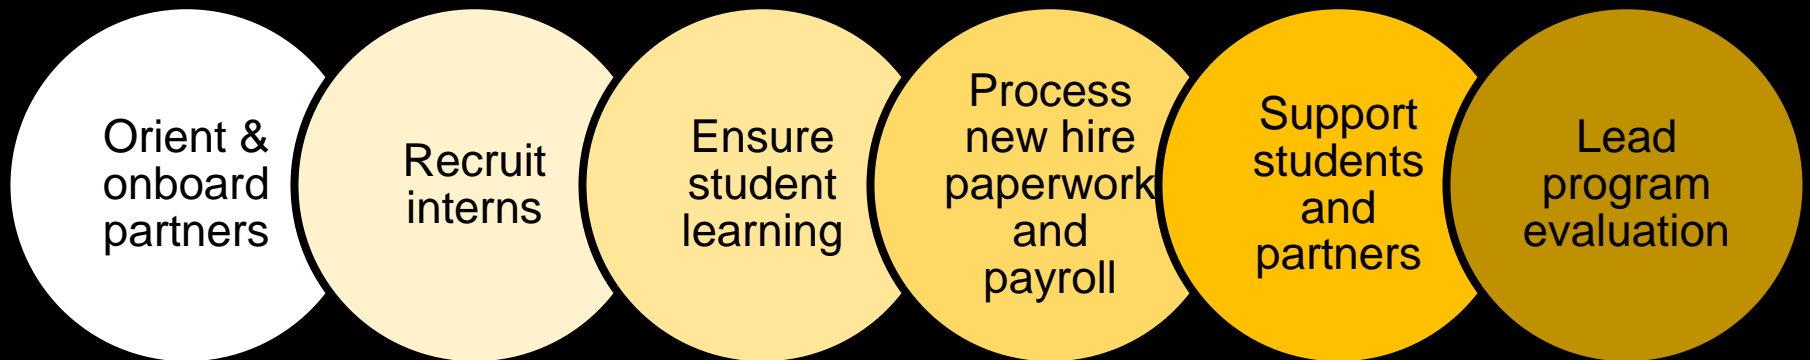 Orient &
onboard
partners
Recruit
interns
Ensure
student
learning
Process
new hire
paperwork
and
payroll
Support
students
and
partners
Lead
program
evaluation